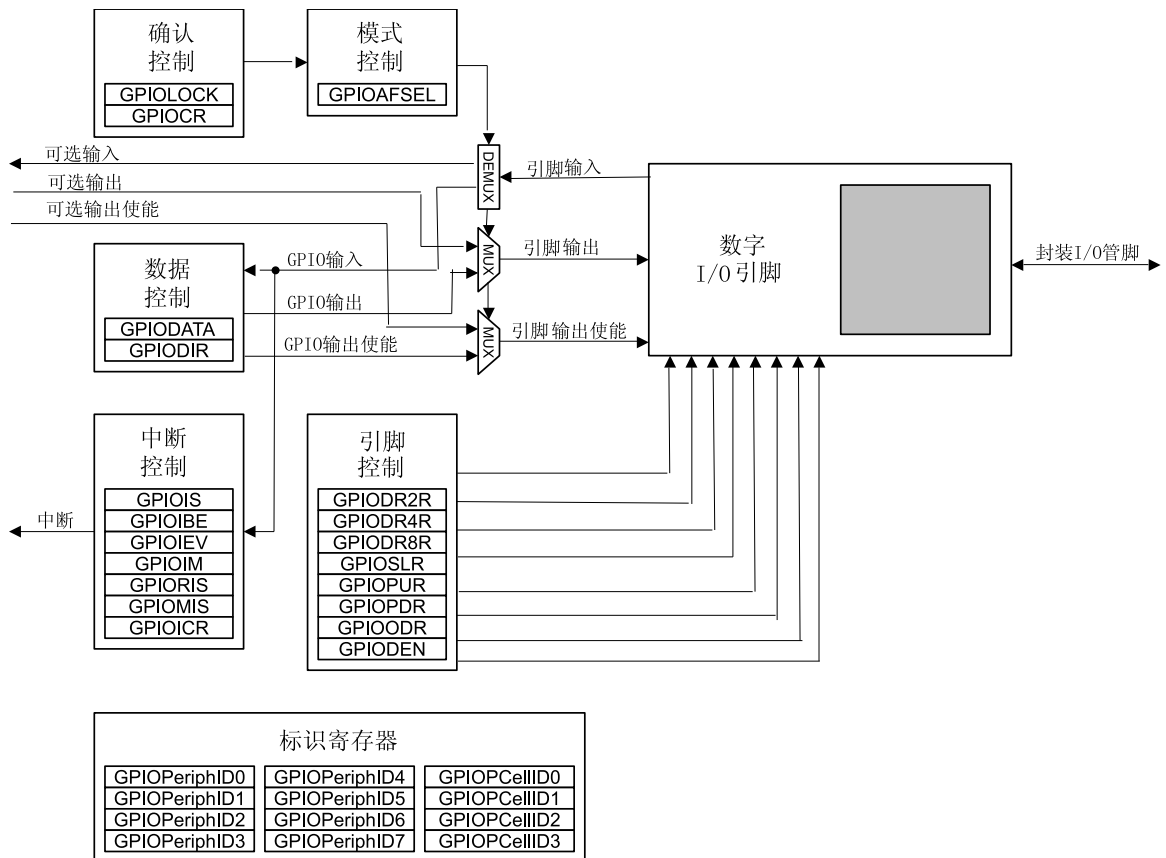 确认
控制
GPIOLOCK
GPIOCR
模式
控制
GPIOAFSEL
可选输入
可选输出
可选输出使能
DEMUX
引脚输入
MUX
引脚输出
MUX
引脚输出使能
数字
I/O引脚
封装I/O管脚
数据
控制
GPIODATA
GPIODIR
GPIO输入
GPIO输出
GPIO输出使能
中断
控制
GPIOIS
GPIOIBE
GPIOIEV
GPIOIM
GPIORIS
GPIOMIS
GPIOICR
中断
引脚
控制
GPIODR2R
GPIODR4R
GPIODR8R
GPIOSLR
GPIOPUR
GPIOPDR
GPIOODR
GPIODEN
标识寄存器
GPIOPeriphID0
GPIOPeriphID1
GPIOPeriphID2
GPIOPeriphID3
GPIOPeriphID4
GPIOPeriphID5
GPIOPeriphID6
GPIOPeriphID7
GPIOPCellID0
GPIOPCellID1
GPIOPCellID2
GPIOPCellID3